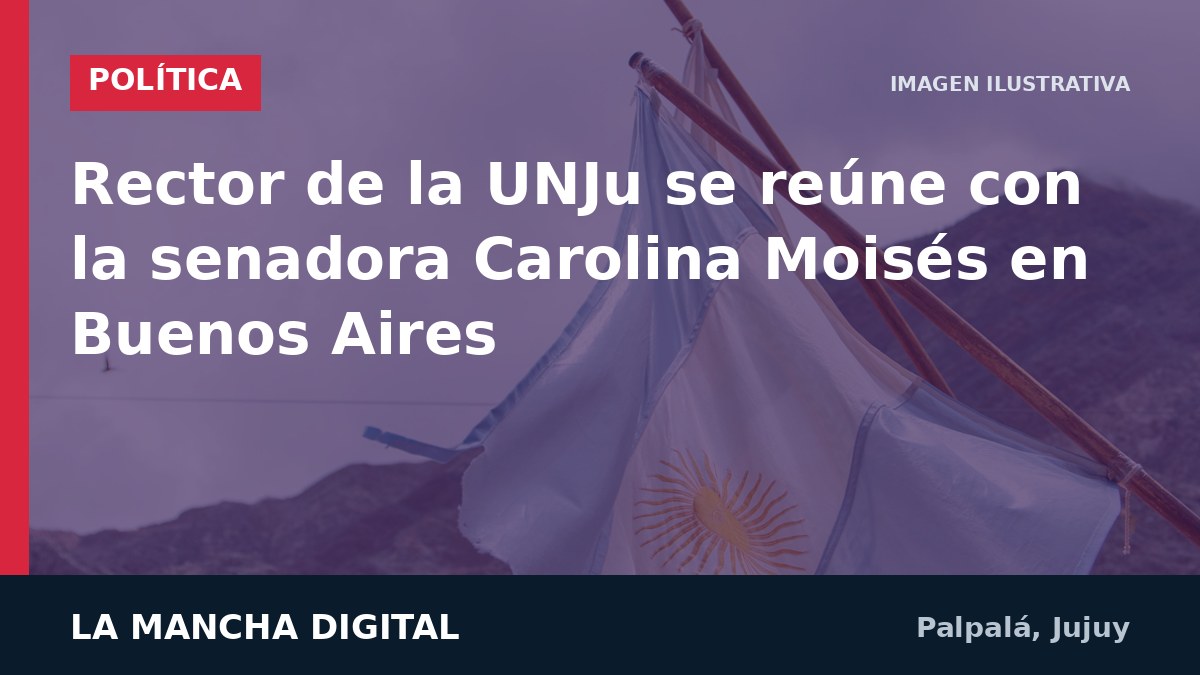 POLÍTICA
IMAGEN ILUSTRATIVA
Rector de la UNJu se reúne con
la senadora Carolina Moisés en
Buenos Aires
LA MANCHA DIGITAL
Palpalá, Jujuy